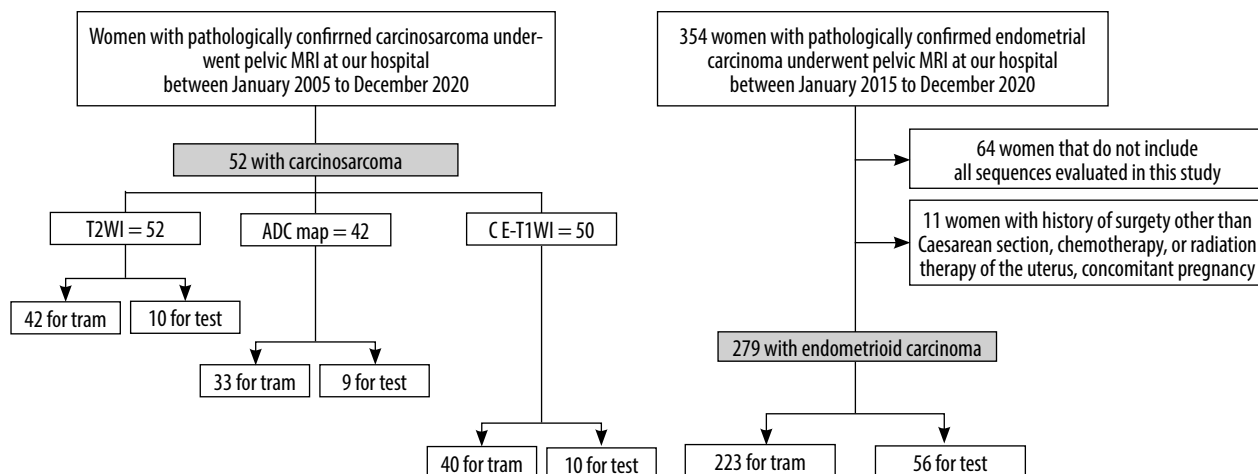 Women with pathologically confirrned carcinosarcoma under-
went pelvic MRI at our hospital
between January 2005 to December 2020
52 with carcinosarcoma
T2WI = 52
ADC map = 42
C E-T1WI = 50
42 for tram
10 for test
33 for tram
9 for test
40 for tram
10 for test
354 women with pathologically confirmed endometrial
carcinoma underwent pelvic MRI at our hospital
between January 2015 to December 2020
64 women that do not include
all sequences evaluated in this study
11 women with history of surgety other than
Caesarean section, chemotherapy, or radiation
therapy of the uterus, concomitant pregnancy
279 with endometrioid carcinoma
223 for tram
56 for test